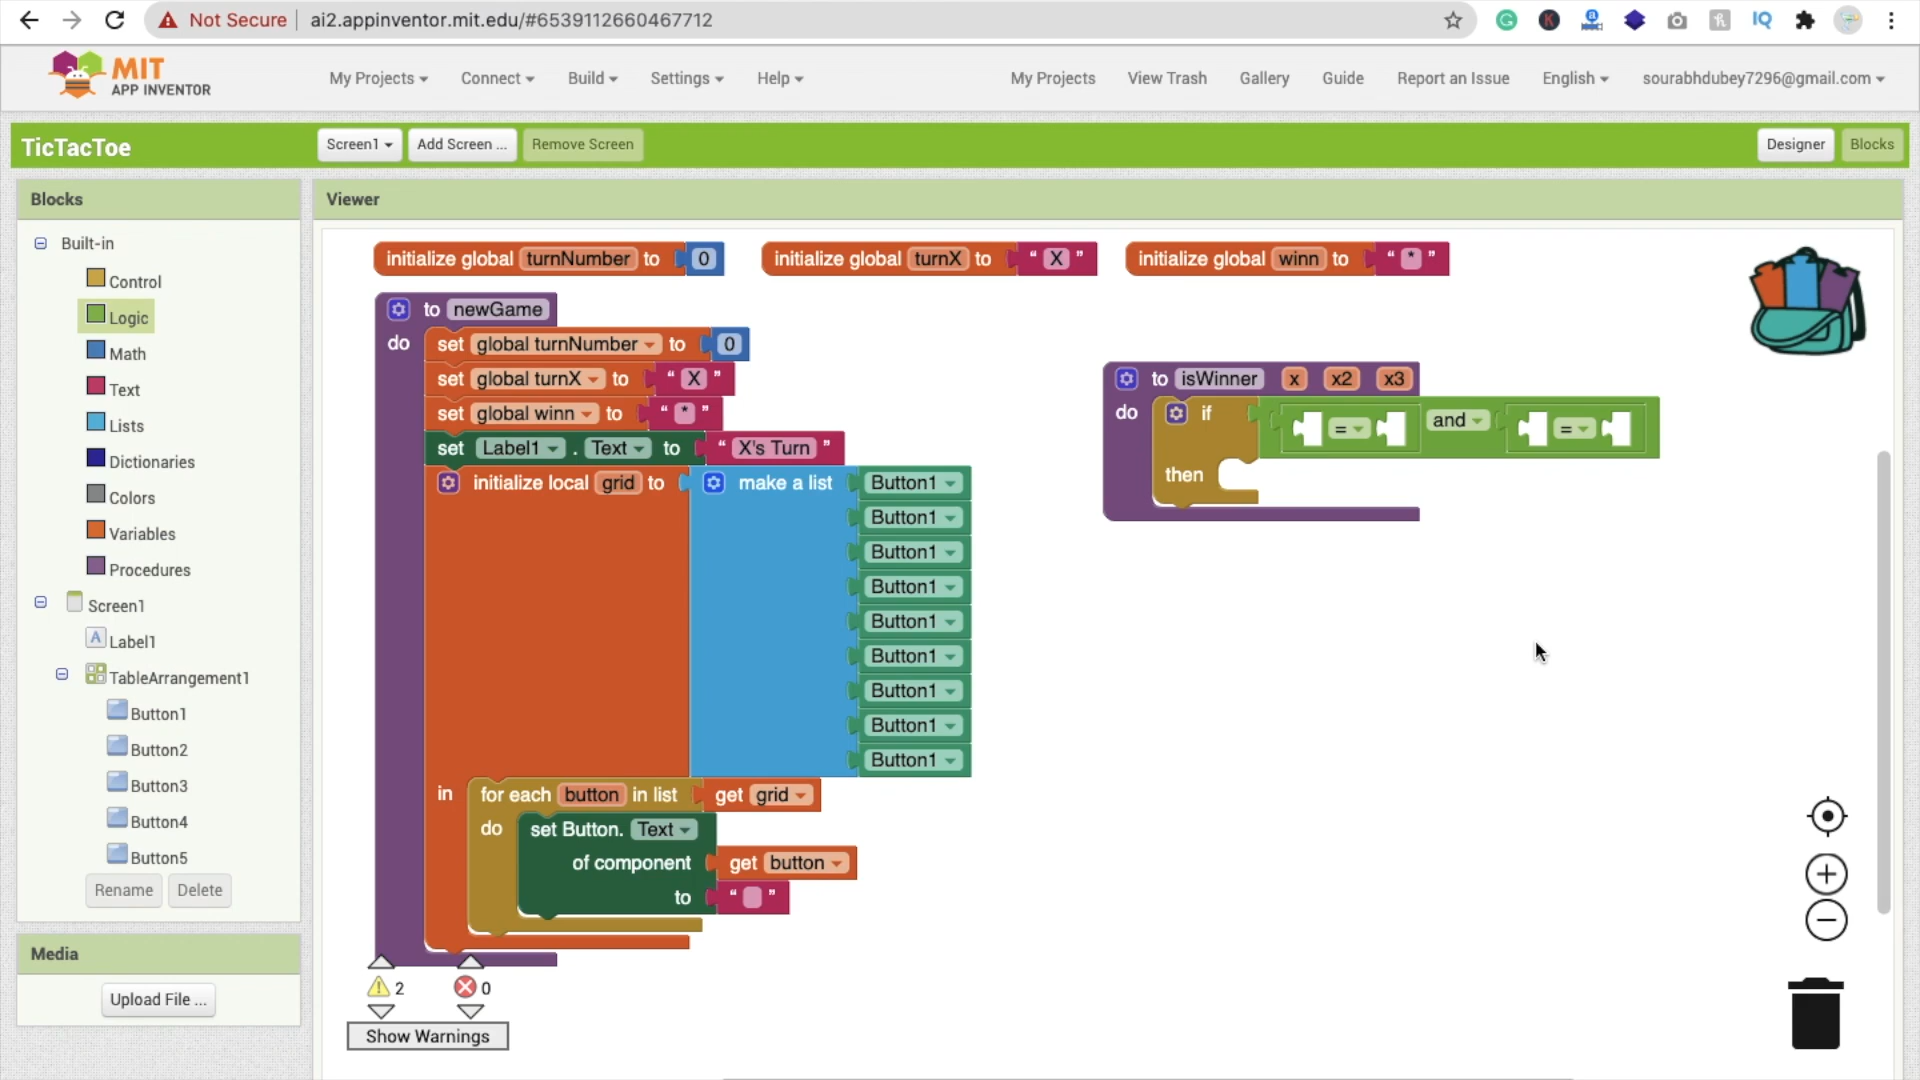 Not Secure ai2.appinventor.mit.edu/#6539112660467712
MIT
APP INVENTOR
My Projects Connect Build Settings Help My Projects View Trash Gallery Guide Report an Issue English sourabhdubey7296@gmail.com
TicTacToe Screen1 Add Screen ... Remove Screen Designer Blocks
Blocks
Built-in
Control
Logic
Math
Text
Lists
Dictionaries
Colors
Variables
Procedures
Screen1
A Label1
TableArrangement1
Button1
Button2
Button3
Button4
Button5
Rename Delete
Media
Upload File ...
Viewer
initialize global turnNumber to 0
initialize global turnX to “ X ”
initialize global winn to “ * ”
to newGame
do set global turnNumber to 0
set global turnX to “ X ”
set global winn to “ * ”
set Label1 . Text to “ X's Turn ”
initialize local grid to make a list Button1
Button1
Button1
Button1
Button1
Button1
Button1
Button1
Button1
in for each button in list get grid
do set Button. Text
of component get button
to “ ”
to isWinner x x2 x3
do if = and =
then
2 0
Show Warnings